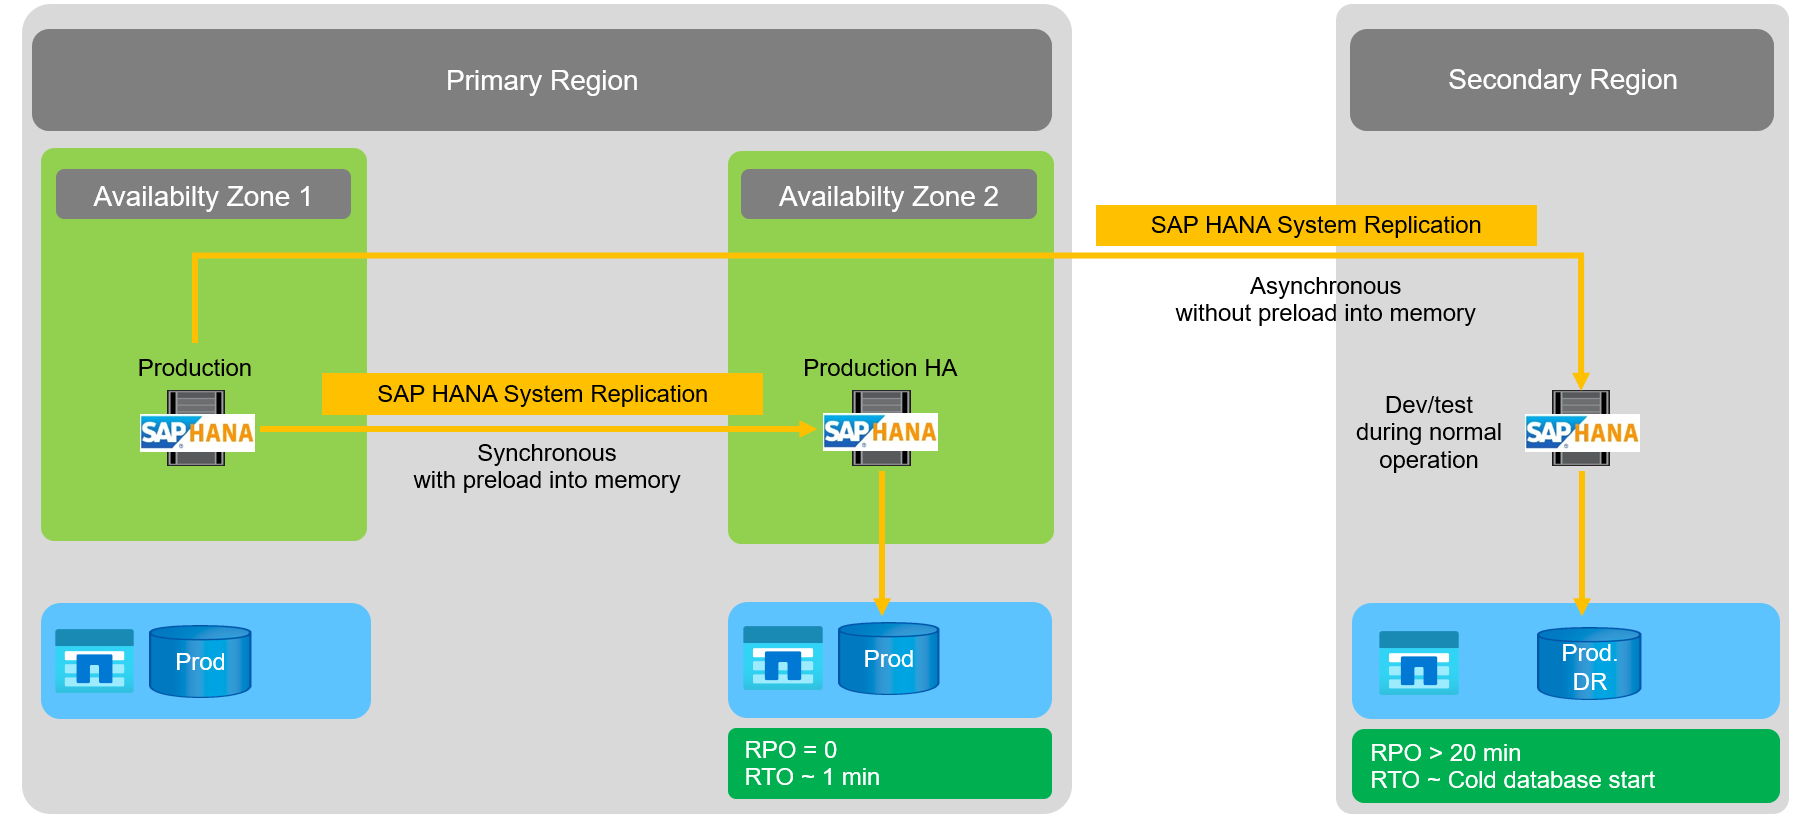 Primary Region
Secondary Region
Availabilty Zone 1
Availabilty Zone 2
SAP HANA System Replication
Asynchronous
without preload into memory
Production
SAP HANA System Replication
Production HA
SAP HANA
Synchronous
with preload into memory
SAP HANA
Dev/test
during normal
operation
SAP HANA
Prod
Prod
Prod.
DR
RPO = 0
RTO ~ 1 min
RPO > 20 min
RTO ~ Cold database start